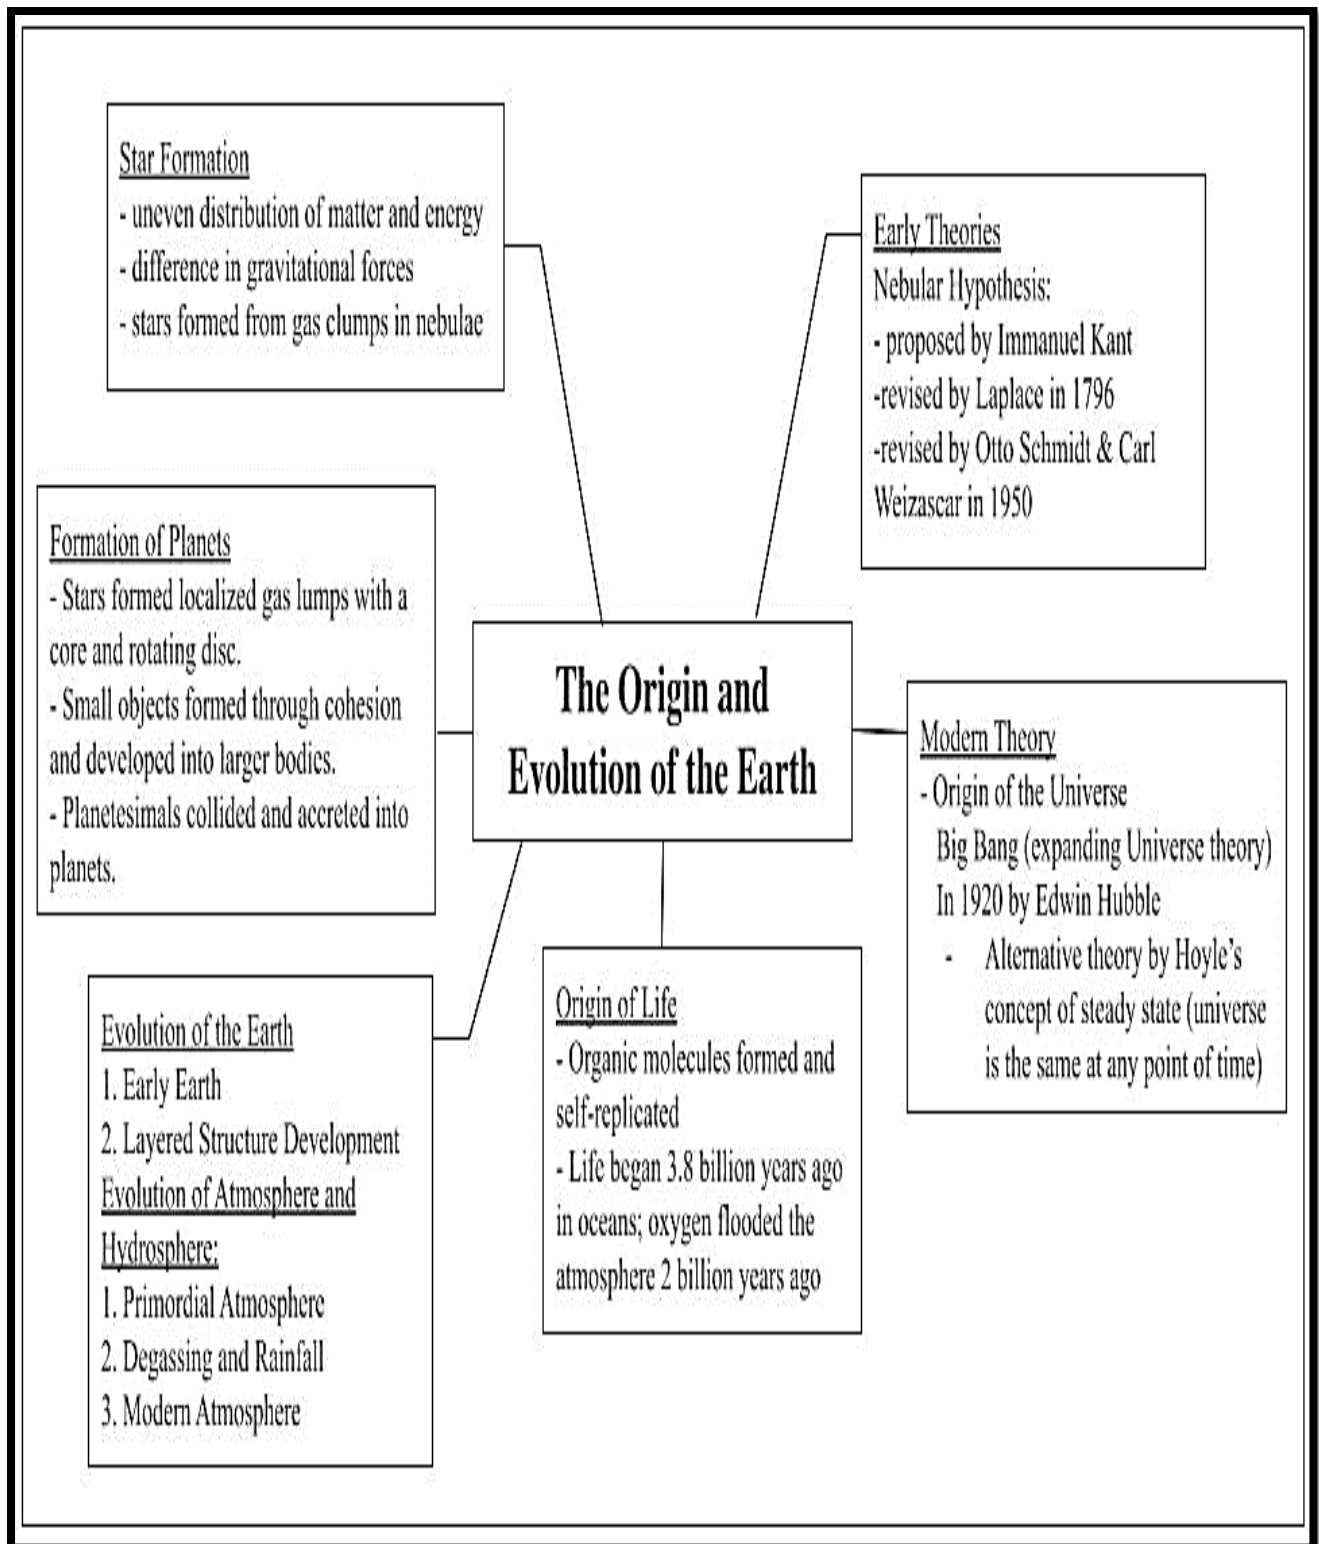 Star Formation
- uneven distribution of matter and energy
- difference in gravitational forces
- stars formed from gas clumps in nebulae
Early Theories
Nebular Hypothesis:
- proposed by Immanuel Kant
-revised by Laplace in 1796
-revised by Otto Schmidt & Carl
Weizascar in 1950
Formation of Planets
- Stars formed localized gas lumps with a
core and rotating disc.
- Small objects formed through cohesion
and developed into larger bodies.
- Planetesimals collided and accreted into
planets.
The Origin and
Evolution of the Earth
Modern Theory
- Origin of the Universe
Big Bang (expanding Universe theory)
In 1920 by Edwin Hubble
- Alternative theory by Hoyle's
concept of steady state (universe
is the same at any point of time)
Evolution of the Earth
1. Early Earth
2. Layered Structure Development
Evolution of Atmosphere and
Hydrosphere:
1. Primordial Atmosphere
2. Degassing and Rainfall
3. Modern Atmosphere
Origin of Life
- Organic molecules formed and
self-replicated
- Life began 3.8 billion years ago
in oceans; oxygen flooded the
atmosphere 2 billion years ago